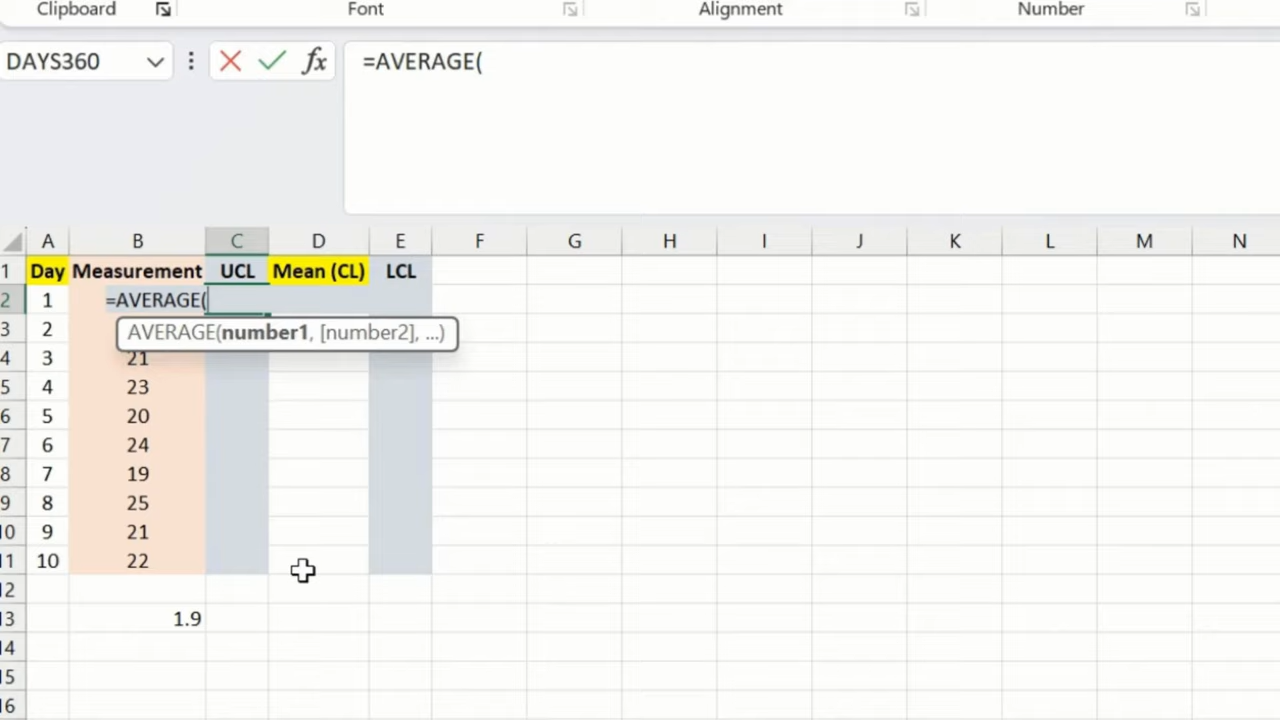 Clipboard Font Alignment Number
DAYS360 fx =AVERAGE(
A B C D E F G H I J K L M N
1 Day Measurement UCL Mean (CL) LCL
2 1 =AVERAGE(
3 2 AVERAGE(number1, [number2], ...)
4 3 21
5 4 23
6 5 20
7 6 24
8 7 19
9 8 25
10 9 21
11 10 22
12
13 1.9
14
15
16